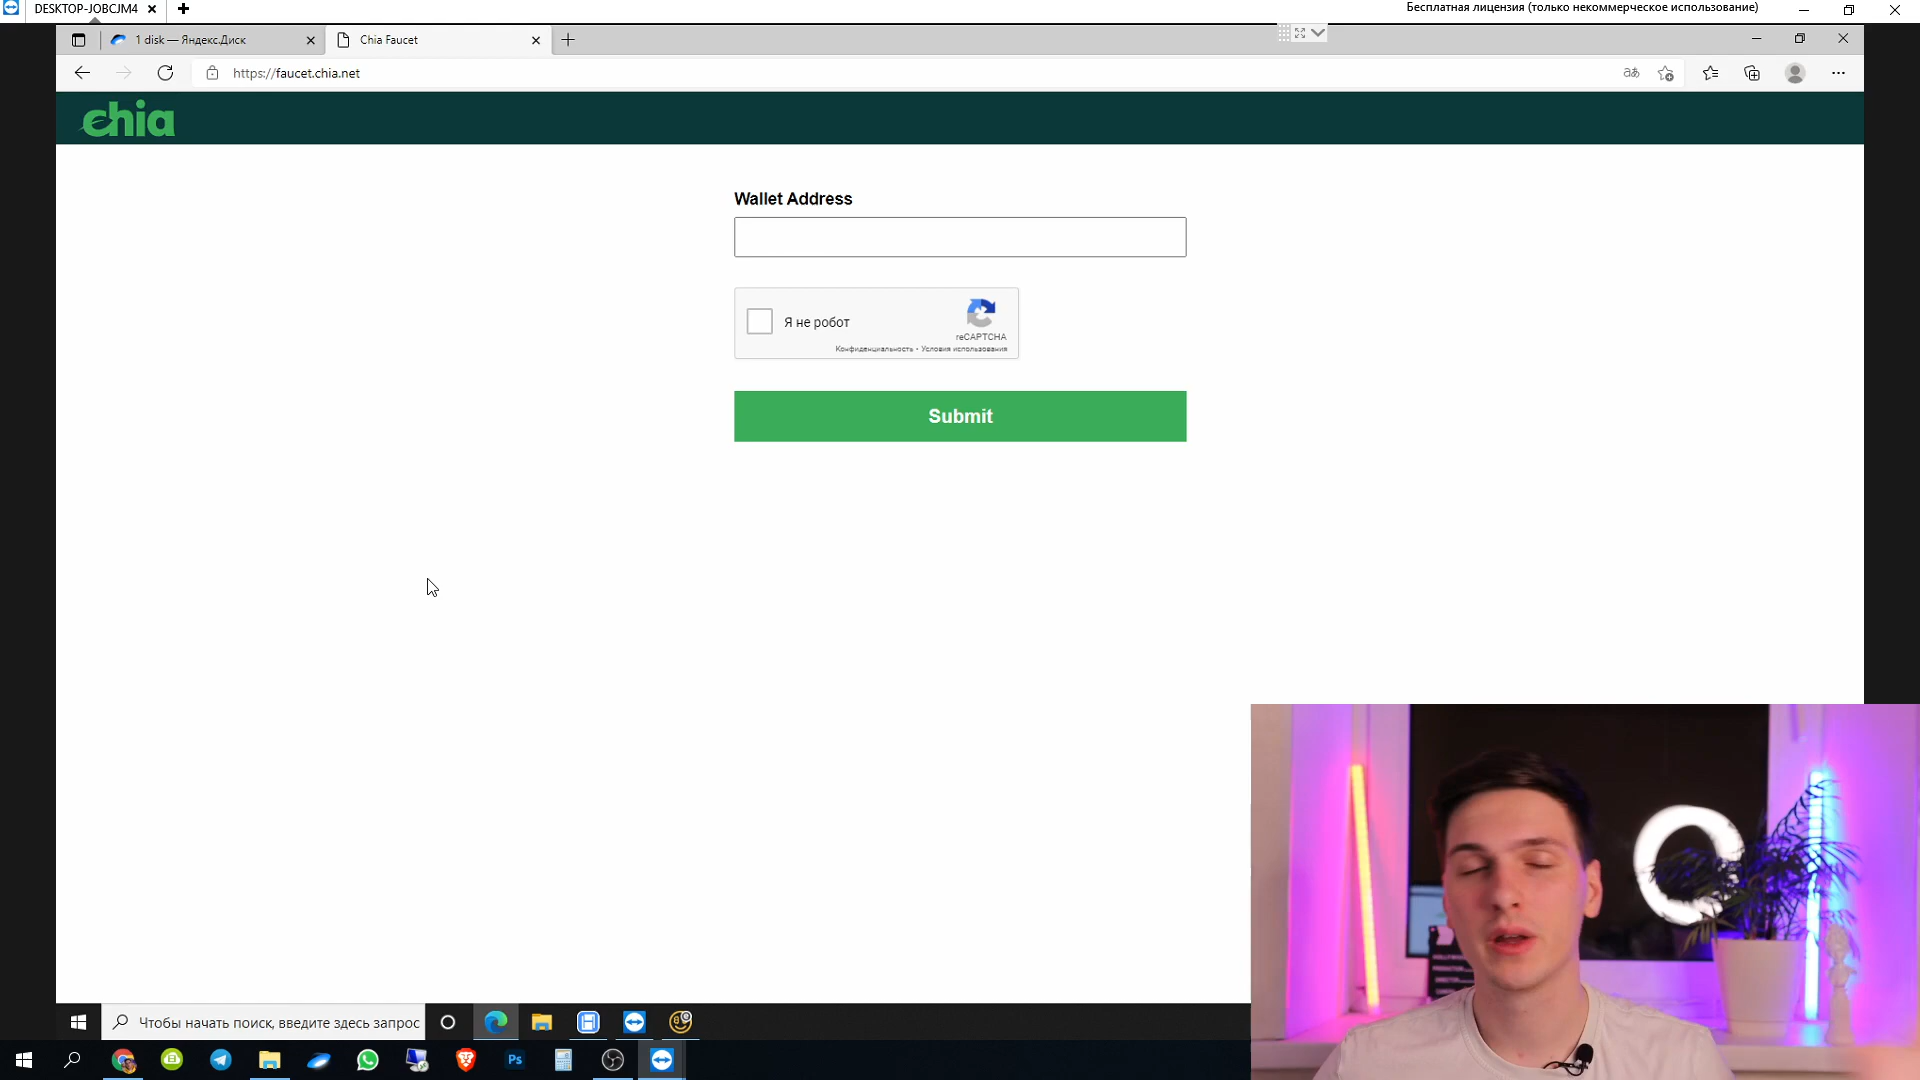 DESKTOP-JOBCJM4
Бесплатная лицензия (только некоммерческое использование)
1 disk — Яндекс.Диск
Chia Faucet
https://faucet.chia.net
chia
Wallet Address
Я не робот
reCAPTCHA
Конфиденциальность • Условия использования
Submit
Чтобы начать поиск, введите здесь запрос
Ps